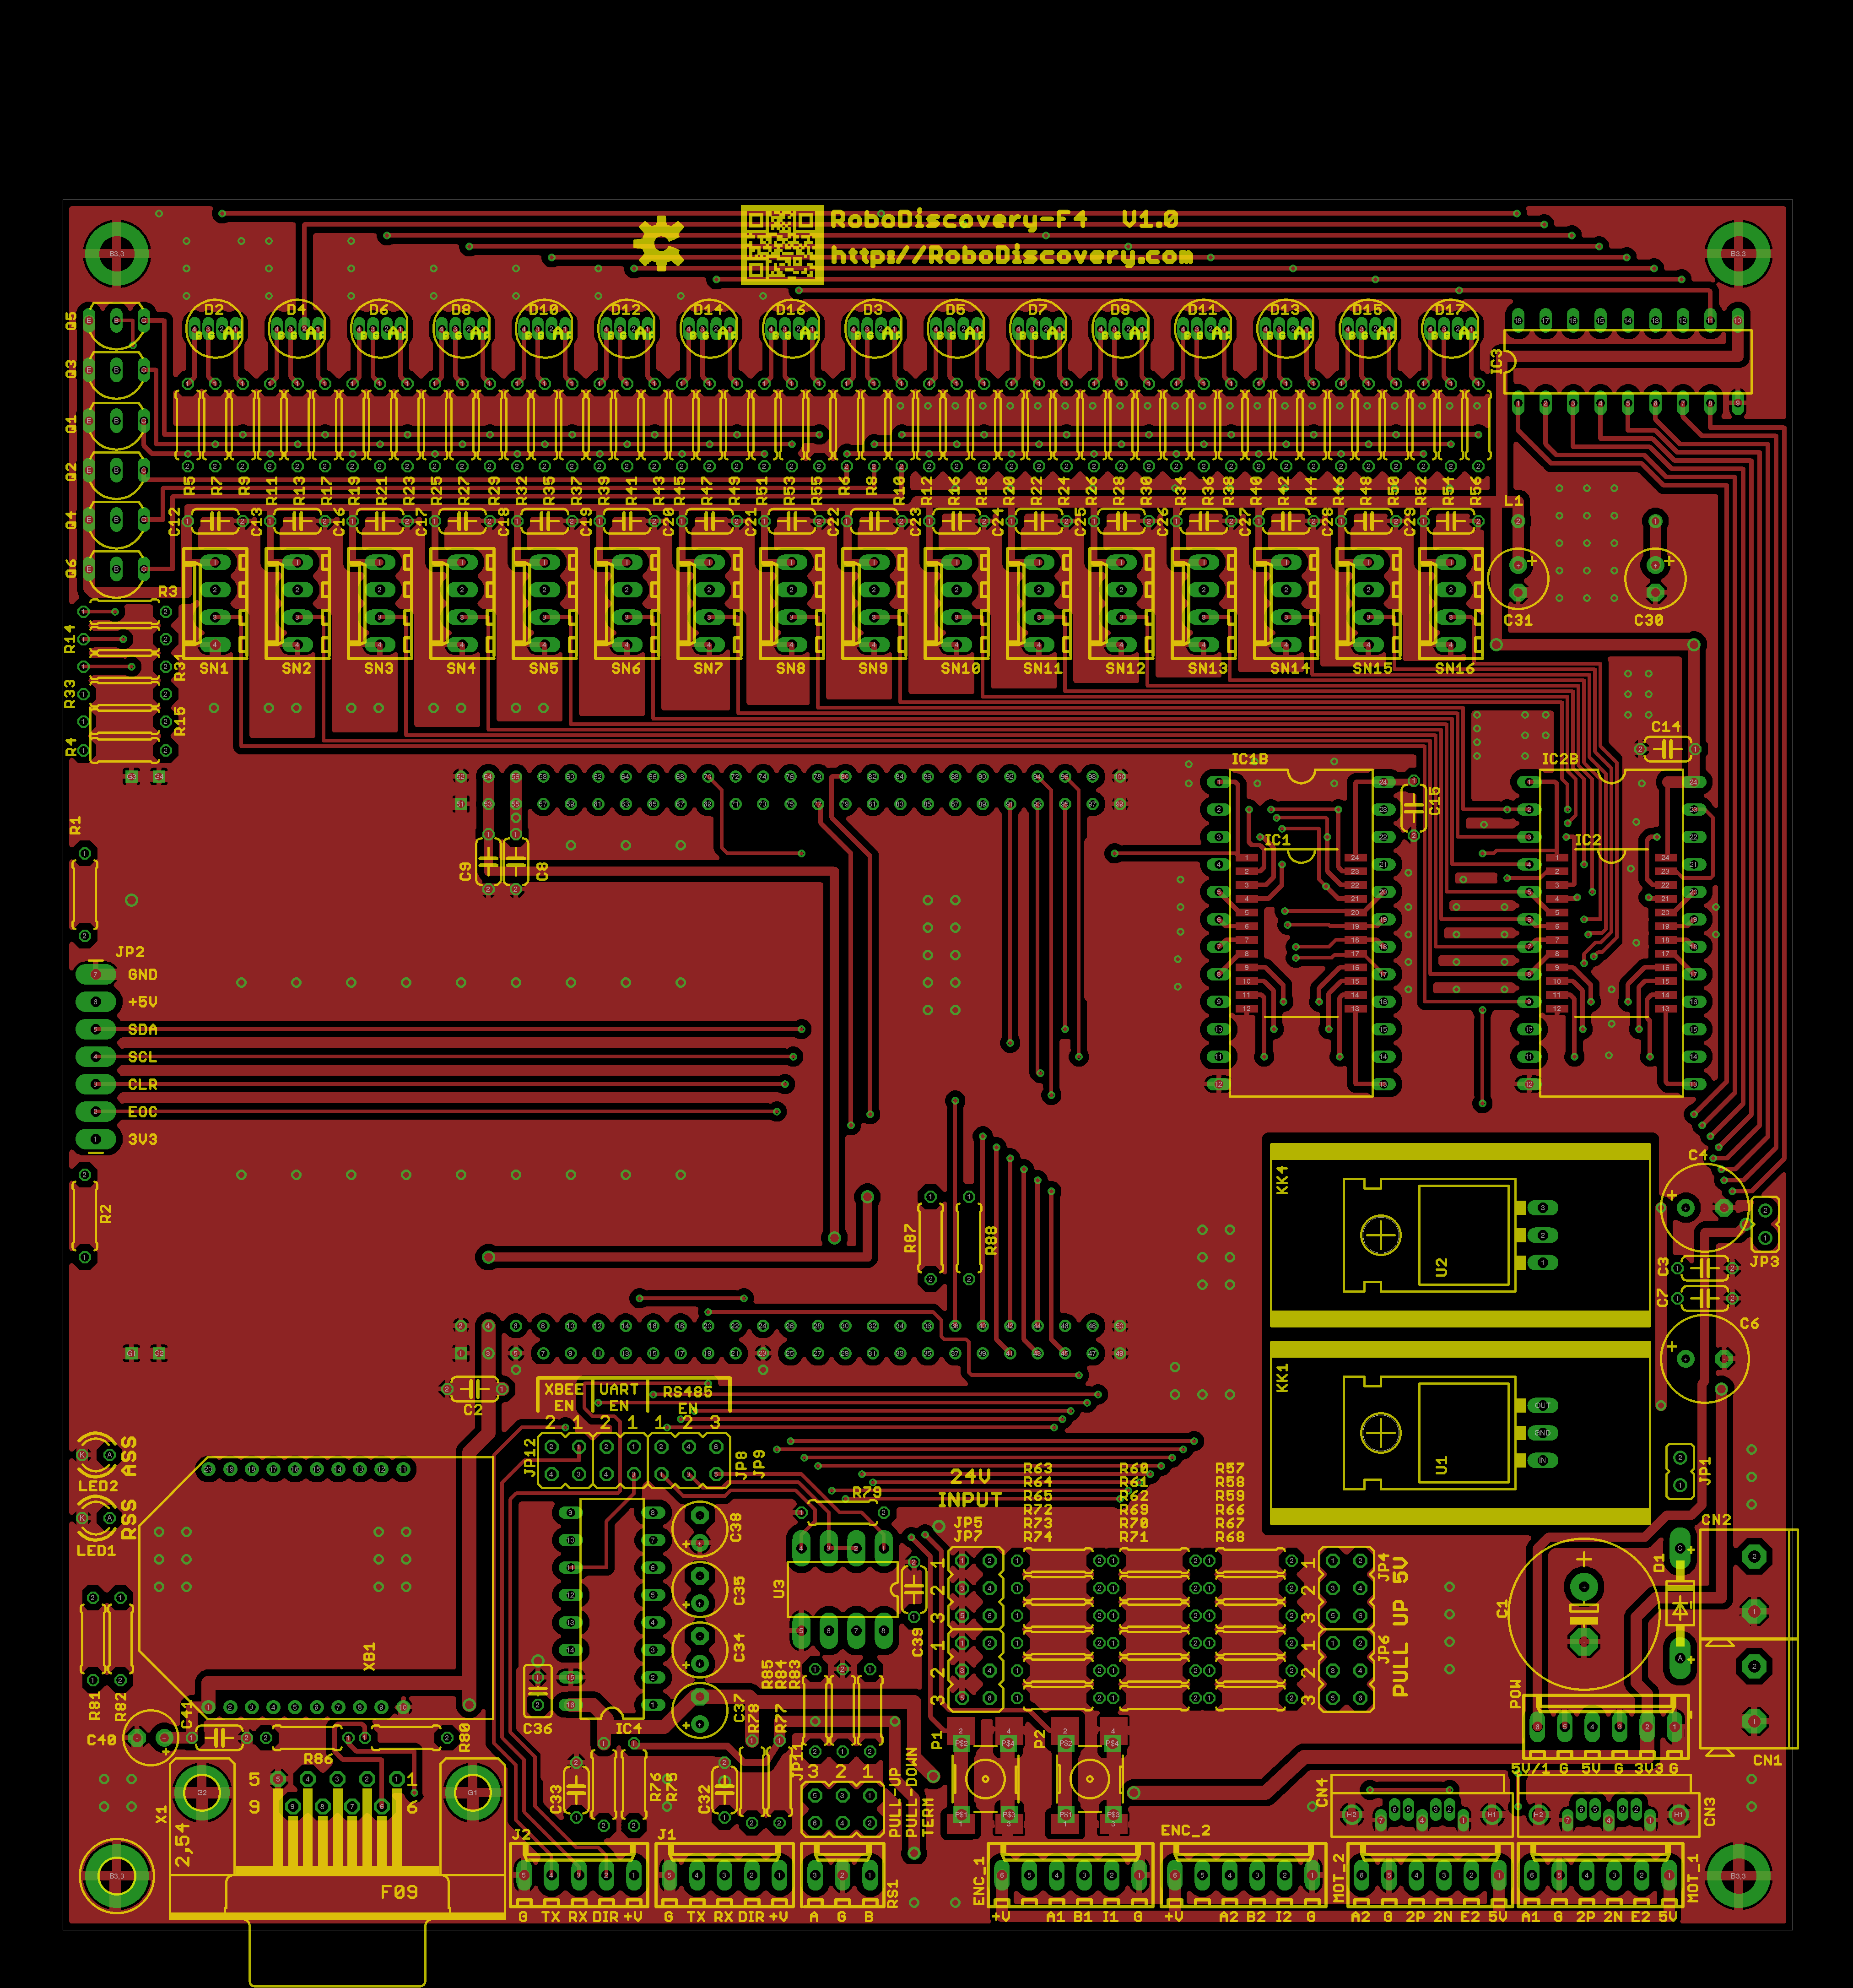 RoboDiscovery-F4 V1.0
http://RoboDiscovery.com
D2 D4 D6 D8 D10 D12 D14 D16 D3 D5 D7 D9 D11 D13 D15 D17
Q5
Q3
Q1
Q2
Q4
Q6
IC3
R5 R7 R9 R11 R13 R17 R19 R21 R23 R25 R27 R29 R32 R35 R37 R39 R41 R43 R45 R47 R49 R51 R53 R55 R6 R8 R10 R12 R16 R18 R20 R22 R24 R26 R28 R30 R34 R36 R38 R40 R42 R44 R46 R48 R50 R52 R54 R56
C12 C13 C16 C17 C18 C19 C20 C21 C22 C23 C24 C25 C26 C27 C28 C29
L1
C31 C30
R3
R14
R33
R15
R4
SN1 SN2 SN3 SN4 SN5 SN6 SN7 SN8 SN9 SN10 SN11 SN12 SN13 SN14 SN15 SN16
C14
IC1B IC2B
C15
IC1 IC2
R1
C9 C8
JP2
GND
+5V
SDA
SCL
CLR
EOC
3V3
R2
R87 R88
KK4
U2
C4
JP3
C3
C7
C6
KK1
U1
JP1
C2
XBEE EN
UART EN
RS485 EN
2 1 2 1 1 2 3
JP12 JP8 JP9
ASS
LED2
RSS
LED1
24V
INPUT
JP5
JP7
R63 R60 R57
R64 R61 R58
R65 R62 R59
R72 R69 R66
R73 R70 R67
R74 R71 R68
R79
C38
C35
C34
C37
U3
C39
JP4
JP6
PULL UP 5V
C1
D1
CN2
CN1
POW
5V/1 G 5V G 3V3 G
XB1
R81 R82
C40
C41
R86
R80
C36
IC4
R85
R84
R83
R78
R77
JP11
3 2 1
PULL-UP
PULL-DOWN
TERM
P1
P2
C33
R76
R75
C32
X1
2,54
5 1
9 6
F09
CN4
CN3
J2
G TX RX DIR +V
J1
G TX RX DIR +V
RS1
A G B
ENC_1
+V A1 B1 I1 G
ENC_2
+V A2 B2 I2 G
MOT_2
A2 G 2P 2N E2 5V
MOT_1
A1 G 2P 2N E2 5V